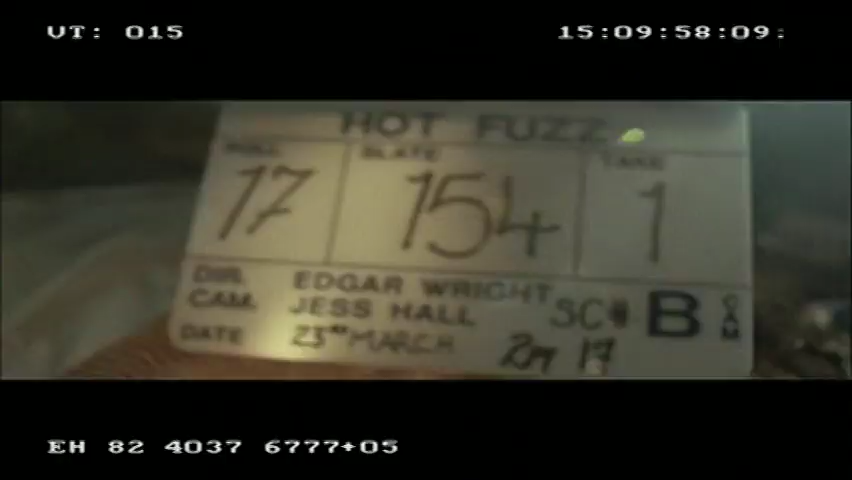 VT: 015 15:09:58:09:
HOT FUZZ
ROLL SLATE TAKE
17 154 1
DIR. EDGAR WRIGHT
CAM. JESS HALL SC# B CAM
DATE 23RD MARCH
EH 82 4037 6777+05